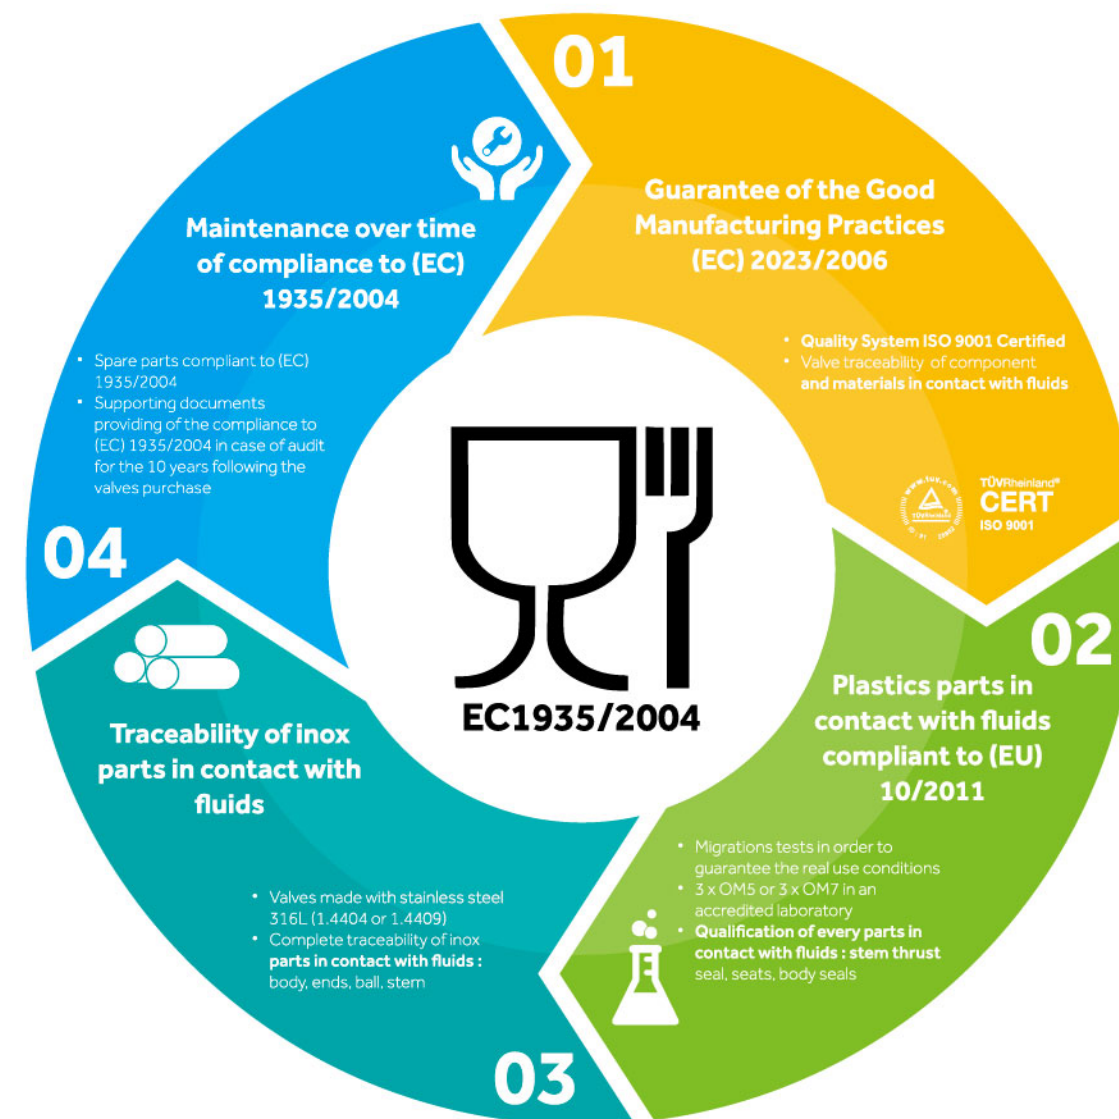 01
Guarantee of the Good
Manufacturing Practices
(EC) 2023/2006
• Quality System ISO 9001 Certified
• Valve traceability of component
and materials in contact with fluids
www.tuv.com
TÜVRheinland
TÜVRheinland®
CERT
ISO 9001
02
Plastics parts in
contact with fluids
compliant to (EU)
10/2011
• Migrations tests in order to
guarantee the real use conditions
• 3 x OM5 or 3 x OM7 in an
accredited laboratory
• Qualification of every parts in
contact with fluids : stem thrust
seal, seats, body seals
03
Traceability of inox
parts in contact with
fluids
• Valves made with stainless steel
316L (1.4404 or 1.4409)
• Complete traceability of inox
parts in contact with fluids :
body, ends, ball, stem
04
Maintenance over time
of compliance to (EC)
1935/2004
• Spare parts compliant to (EC)
1935/2004
• Supporting documents
providing of the compliance to
(EC) 1935/2004 in case of audit
for the 10 years following the
valves purchase
EC1935/2004